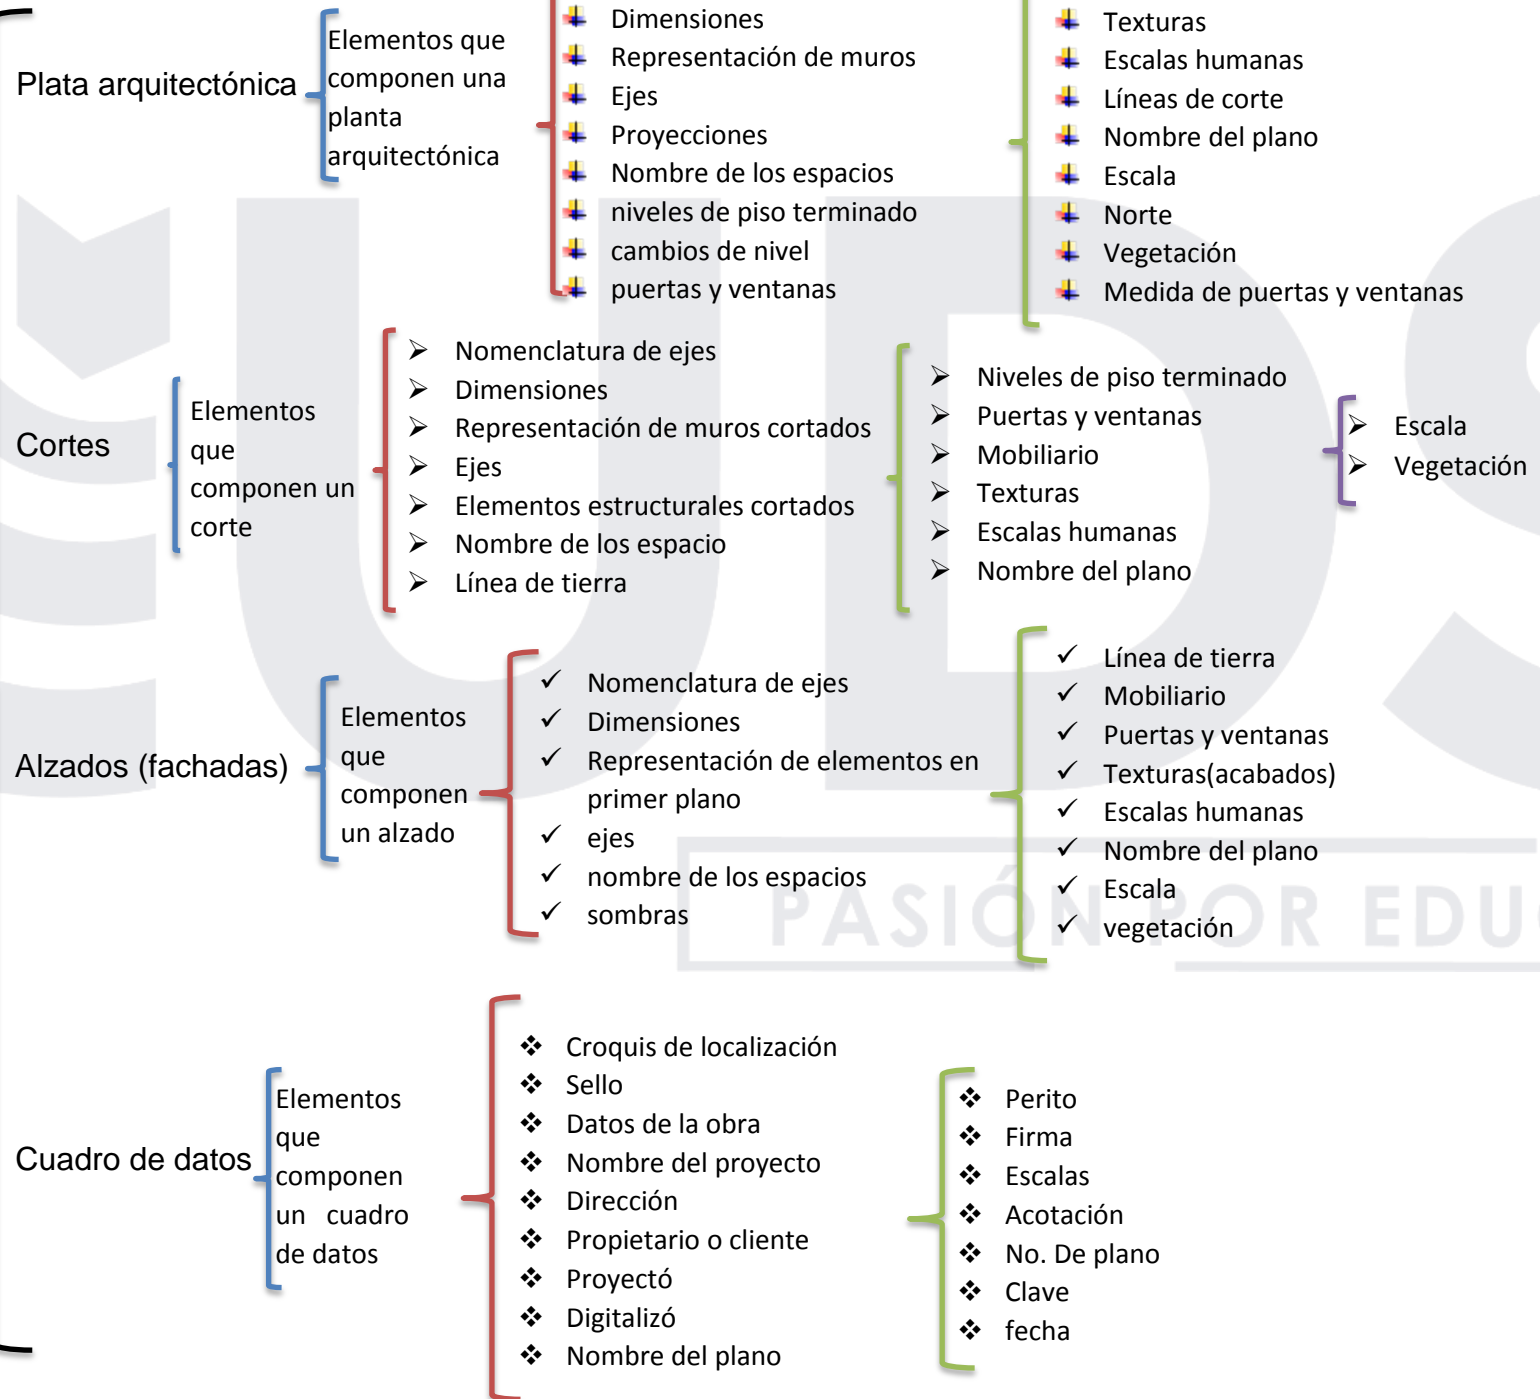 Plata arquitectónica
Elementos que
componen una
planta
arquitectónica
Dimensiones
Representación de muros
Ejes
Proyecciones
Nombre de los espacios
niveles de piso terminado
cambios de nivel
puertas y ventanas
Texturas
Escalas humanas
Líneas de corte
Nombre del plano
Escala
Norte
Vegetación
Medida de puertas y ventanas
Cortes
Elementos
que
componen un
corte
Nomenclatura de ejes
Dimensiones
Representación de muros cortados
Ejes
Elementos estructurales cortados
Nombre de los espacio
Línea de tierra
Niveles de piso terminado
Puertas y ventanas
Mobiliario
Texturas
Escalas humanas
Nombre del plano
Escala
Vegetación
Alzados (fachadas)
Elementos
que
componen
un alzado
Nomenclatura de ejes
Dimensiones
Representación de elementos en
primer plano
ejes
nombre de los espacios
sombras
Línea de tierra
Mobiliario
Puertas y ventanas
Texturas(acabados)
Escalas humanas
Nombre del plano
Escala
vegetación
Cuadro de datos
Elementos
que
componen
un cuadro
de datos
Croquis de localización
Sello
Datos de la obra
Nombre del proyecto
Dirección
Propietario o cliente
Proyectó
Digitalizó
Nombre del plano
Perito
Firma
Escalas
Acotación
No. De plano
Clave
fecha
UDS
PASIÓN POR EDU